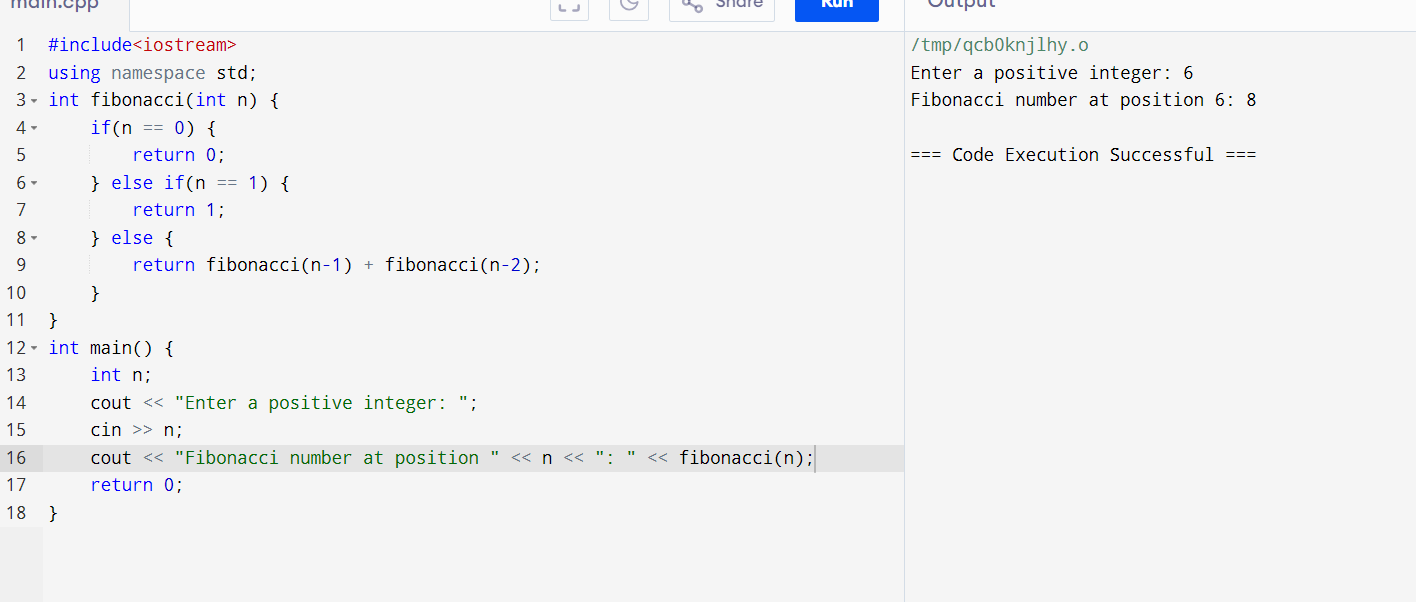 main.cpp
Share
Run
Output
1 #include<iostream>
2 using namespace std;
3 int fibonacci(int n) {
4     if(n == 0) {
5         return 0;
6     } else if(n == 1) {
7         return 1;
8     } else {
9         return fibonacci(n-1) + fibonacci(n-2);
10     }
11 }
12 int main() {
13     int n;
14     cout << "Enter a positive integer: ";
15     cin >> n;
16     cout << "Fibonacci number at position " << n << ": " << fibonacci(n);
17     return 0;
18 }
/tmp/qcb0knjlhy.o
Enter a positive integer: 6
Fibonacci number at position 6: 8
=== Code Execution Successful ===